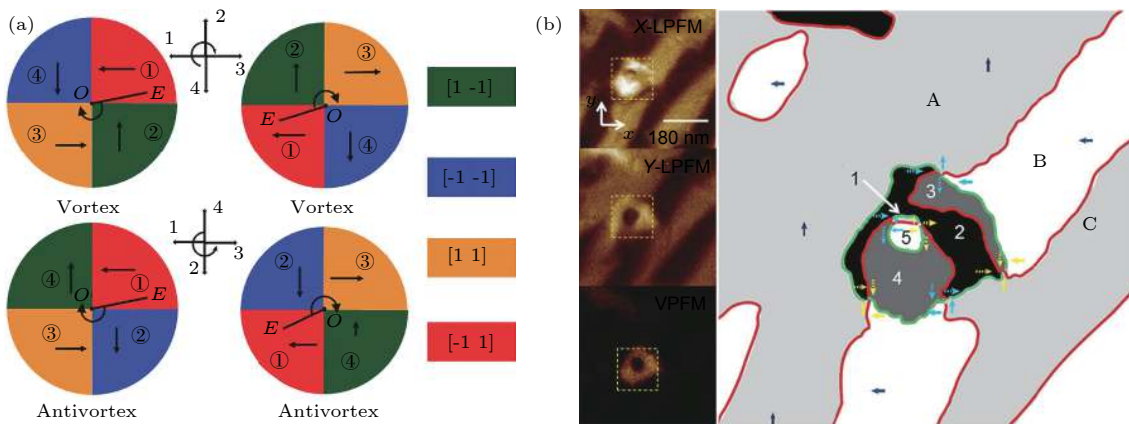 (a)
2
1
3
4
④
①
O
E
③
②
Vortex
②
③
O
E
①
④
Vortex
4
1
3
2
④
①
O
E
③
②
Antivortex
②
③
O
E
①
④
Antivortex
[1 -1]
[-1 -1]
[1 1]
[-1 1]
(b)
X-LPFM
y
x
180 nm
Y-LPFM
VPFM
A
B
C
1
3
2
5
4